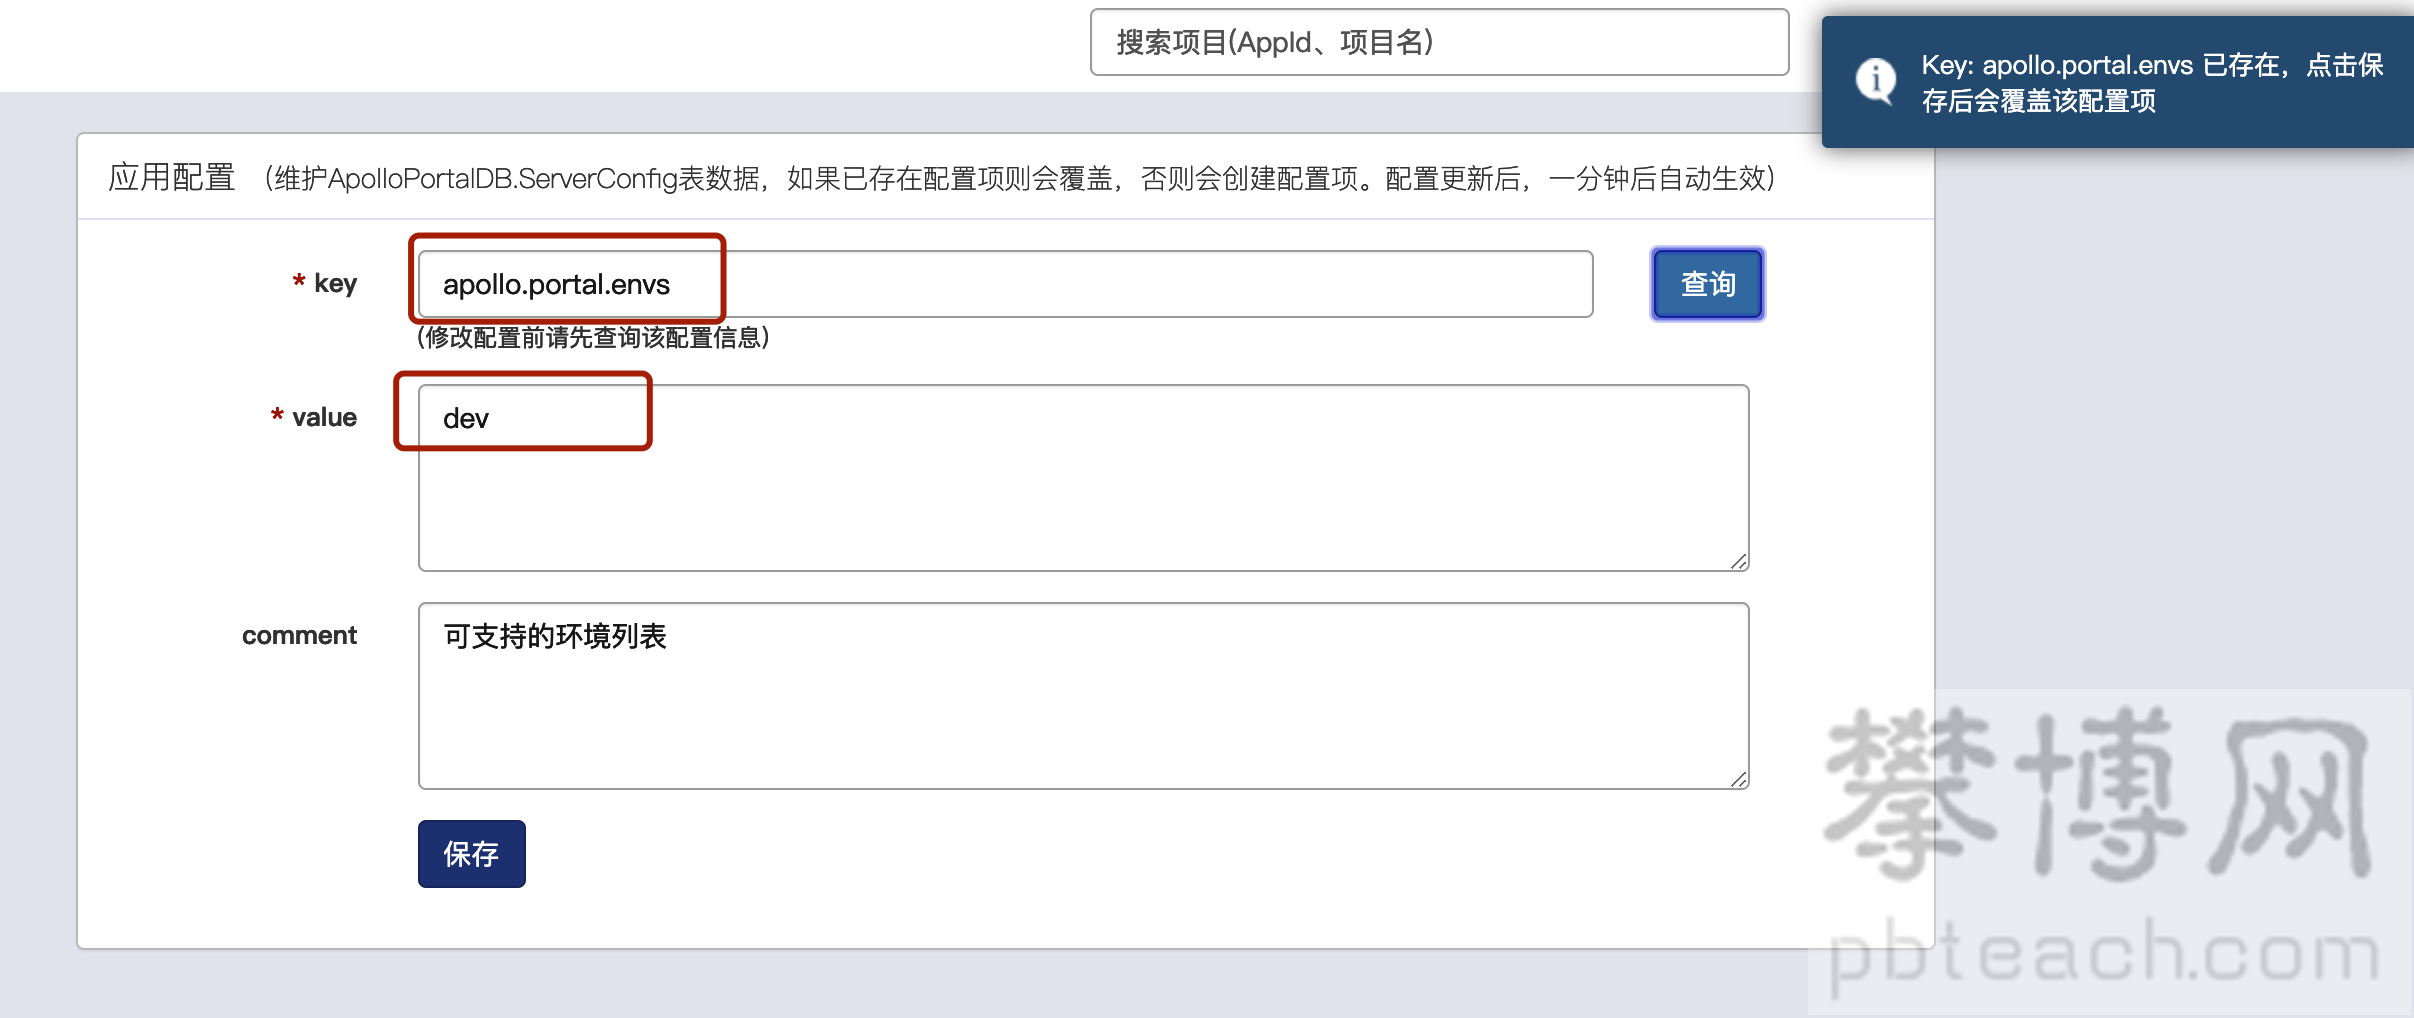 搜索项目(AppId、项目名)
Key: apollo.portal.envs 已存在，点击保
存后会覆盖该配置项
应用配置 （维护ApolloPortalDB.ServerConfig表数据，如果已存在配置项则会覆盖，否则会创建配置项。配置更新后，一分钟后自动生效）
* key apollo.portal.envs 查询
(修改配置前请先查询该配置信息)
* value dev
comment 可支持的环境列表
保存
攀博网
pbteach.com